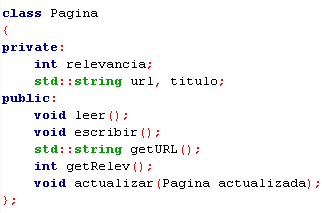 class Pagina
{
private:
    int relevancia;
    std::string url, titulo;
public:
    void leer();
    void escribir();
    std::string getURL();
    int getRelev();
    void actualizar(Pagina actualizada);
};